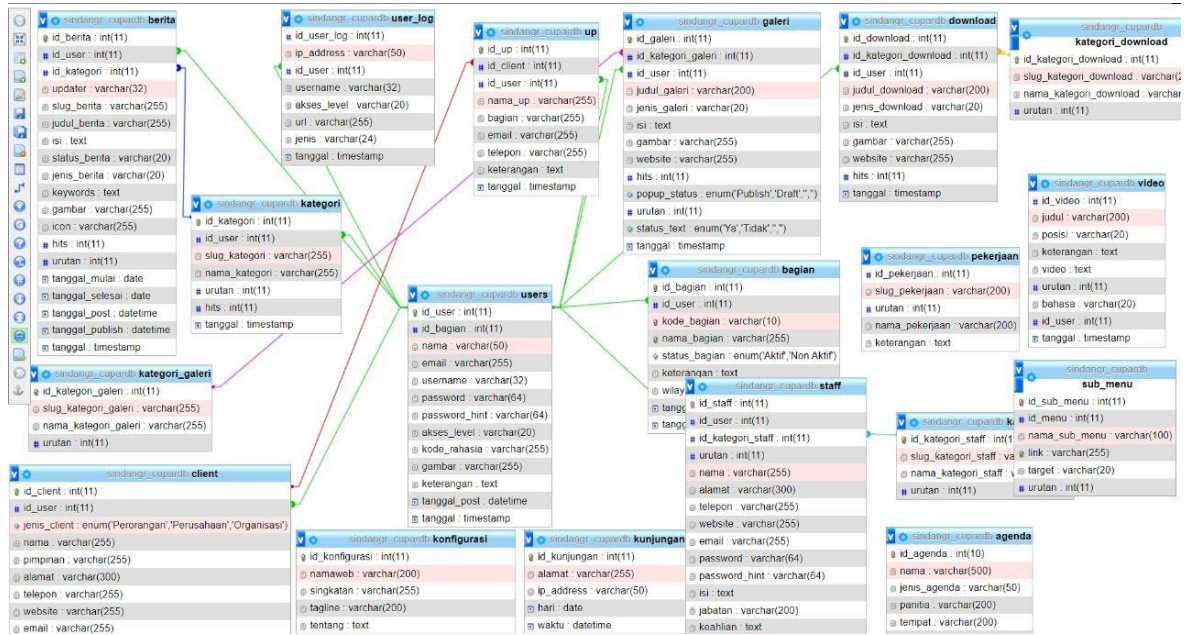 sindangr_cupardb berita
id_berita : int(11)
id_user : int(11)
id_kategori : int(11)
updater : varchar(32)
slug_berita : varchar(255)
judul_berita : varchar(255)
isi : text
status_berita : varchar(20)
jenis_berita : varchar(20)
keywords : text
gambar : varchar(255)
icon : varchar(255)
hits : int(11)
urutan : int(11)
tanggal_mulai : date
tanggal_selesai : date
tanggal_post : datetime
tanggal_publish : datetime
tanggal : timestamp
sindangr_cupardb user_log
id_user_log : int(11)
ip_address : varchar(50)
id_user : int(11)
username : varchar(32)
akses_level : varchar(20)
url : varchar(255)
jenis : varchar(24)
tanggal : timestamp
sindangr_cupardb up
id_up : int(11)
id_client : int(11)
id_user : int(11)
nama_up : varchar(255)
bagian : varchar(255)
email : varchar(255)
telepon : varchar(255)
keterangan : text
tanggal : timestamp
sindangr_cupardb galeri
id_galeri : int(11)
id_kategori_galeri : int(11)
id_user : int(11)
judul_galeri : varchar(200)
jenis_galeri : varchar(20)
isi : text
gambar : varchar(255)
website : varchar(255)
hits : int(11)
popup_status : enum('Publish','Draft','','')
urutan : int(11)
status_text : enum('Ya','Tidak','','')
tanggal : timestamp
sindangr_cupardb download
id_download : int(11)
id_kategori_download : int(11)
id_user : int(11)
judul_download : varchar(200)
jenis_download : varchar(20)
isi : text
gambar : varchar(255)
website : varchar(255)
hits : int(11)
tanggal : timestamp
sindangr_cupardb
kategori_download
id_kategori_download : int(11)
slug_kategori_download : varchar(2
nama_kategori_download : varchar(
urutan : int(11)
sindangr_cupardb kategori
id_kategori : int(11)
id_user : int(11)
slug_kategori : varchar(255)
nama_kategori : varchar(255)
urutan : int(11)
hits : int(11)
tanggal : timestamp
sindangr_cupardb video
id_video : int(11)
judul : varchar(200)
posisi : varchar(20)
keterangan : text
video : text
urutan : int(11)
bahasa : varchar(20)
id_user : int(11)
tanggal : timestamp
sindangr_cupardb pekerjaan
id_pekerjaan : int(11)
slug_pekerjaan : varchar(200)
urutan : int(11)
nama_pekerjaan : varchar(200)
keterangan : text
sindangr_cupardb bagian
id_bagian : int(11)
id_user : int(11)
kode_bagian : varchar(10)
nama_bagian : varchar(255)
status_bagian : enum('Aktif','Non Aktif')
keterangan : text
wilay
tangg
tangg
sindangr_cupardb users
id_user : int(11)
id_bagian : int(11)
nama : varchar(50)
email : varchar(255)
username : varchar(32)
password : varchar(64)
password_hint : varchar(64)
akses_level : varchar(20)
kode_rahasia : varchar(255)
gambar : varchar(255)
keterangan : text
tanggal_post : datetime
tanggal : timestamp
sindangr_cupardb kategori_galeri
id_kategori_galeri : int(11)
slug_kategori_galeri : varchar(255)
nama_kategori_galeri : varchar(255)
urutan : int(11)
sindangr_cupardb staff
id_staff : int(11)
id_user : int(11)
id_kategori_staff : int(11)
urutan : int(11)
nama : varchar(255)
alamat : varchar(300)
telepon : varchar(255)
website : varchar(255)
email : varchar(255)
password : varchar(64)
password_hint : varchar(64)
isi : text
jabatan : varchar(200)
keahlian : text
sindangr_cupardb ka
id_kategori_staff : int(1
slug_kategori_staff : va
nama_kategori_staff : v
urutan : int(11)
sindangr_cupardb
sub_menu
id_sub_menu : int(11)
id_menu : int(11)
nama_sub_menu : varchar(100)
link : varchar(255)
target : varchar(20)
urutan : int(11)
sindangr_cupardb client
id_client : int(11)
id_user : int(11)
jenis_client : enum('Perorangan','Perusahaan','Organisasi')
nama : varchar(255)
pimpinan : varchar(255)
alamat : varchar(300)
telepon : varchar(255)
website : varchar(255)
email : varchar(255)
sindangr_cupardb konfigurasi
id_konfigurasi : int(11)
namaweb : varchar(200)
singkatan : varchar(255)
tagline : varchar(200)
tentang : text
sindangr_cupardb kunjungan
id_kunjungan : int(11)
alamat : varchar(255)
ip_address : varchar(50)
hari : date
waktu : datetime
sindangr_cupardb agenda
id_agenda : int(10)
nama : varchar(500)
jenis_agenda : varchar(50)
panitia : varchar(200)
tempat : varchar(200)